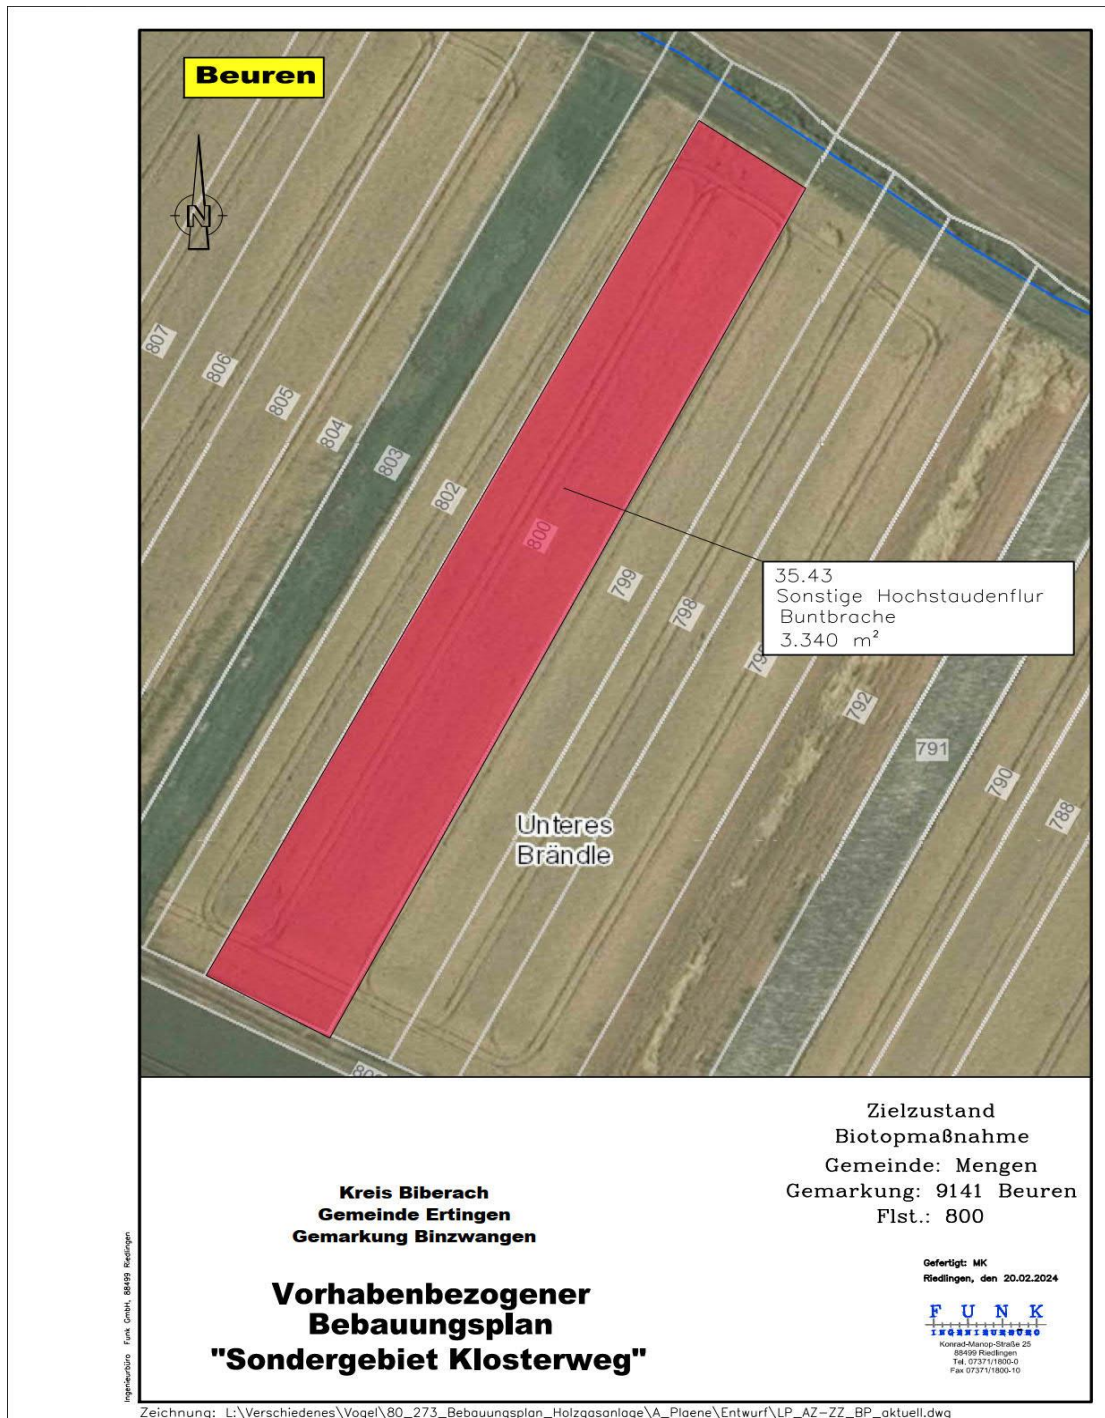 Beuren
N
807
806
805
804
803
802
800
799
798
792
791
790
788
35.43
Sonstige Hochstaudenflur
Buntbrache
3.340 m²
Unteres
Brändle
Zielzustand
Biotopmaßnahme
Gemeinde: Mengen
Gemarkung: 9141 Beuren
Flst.: 800
Kreis Biberach
Gemeinde Ertingen
Gemarkung Binzwangen
Vorhabenbezogener
Bebauungsplan
"Sondergebiet Klosterweg"
Gefertigt: MK
Riedlingen, den 20.02.2024
FUNK
INGENIEURBÜRO
Konrad-Manop-Straße 25
88499 Riedlingen
Tel. 07371/1800-0
Fax 07371/1800-10
Ingenieurbüro Funk GmbH, 88499 Riedlingen
Zeichnung: L:\Verschiedenes\Vogel\80_273_Bebauungsplan_Holzgasanlage\A_Plaene\Entwurf\LP_AZ-ZZ_BP_aktuell.dwg